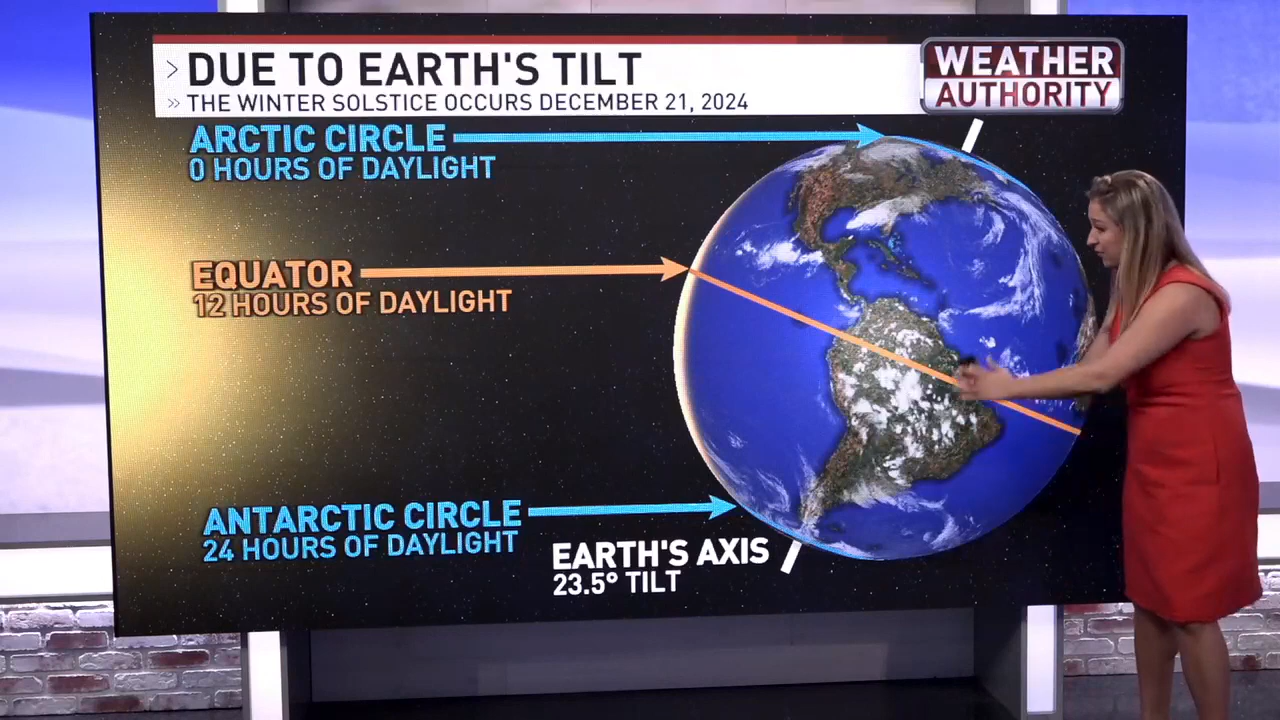 DUE TO EARTH'S TILT
THE WINTER SOLSTICE OCCURS DECEMBER 21, 2024
WEATHER
AUTHORITY
ARCTIC CIRCLE
0 HOURS OF DAYLIGHT
EQUATOR
12 HOURS OF DAYLIGHT
ANTARCTIC CIRCLE
24 HOURS OF DAYLIGHT
EARTH'S AXIS
23.5° TILT